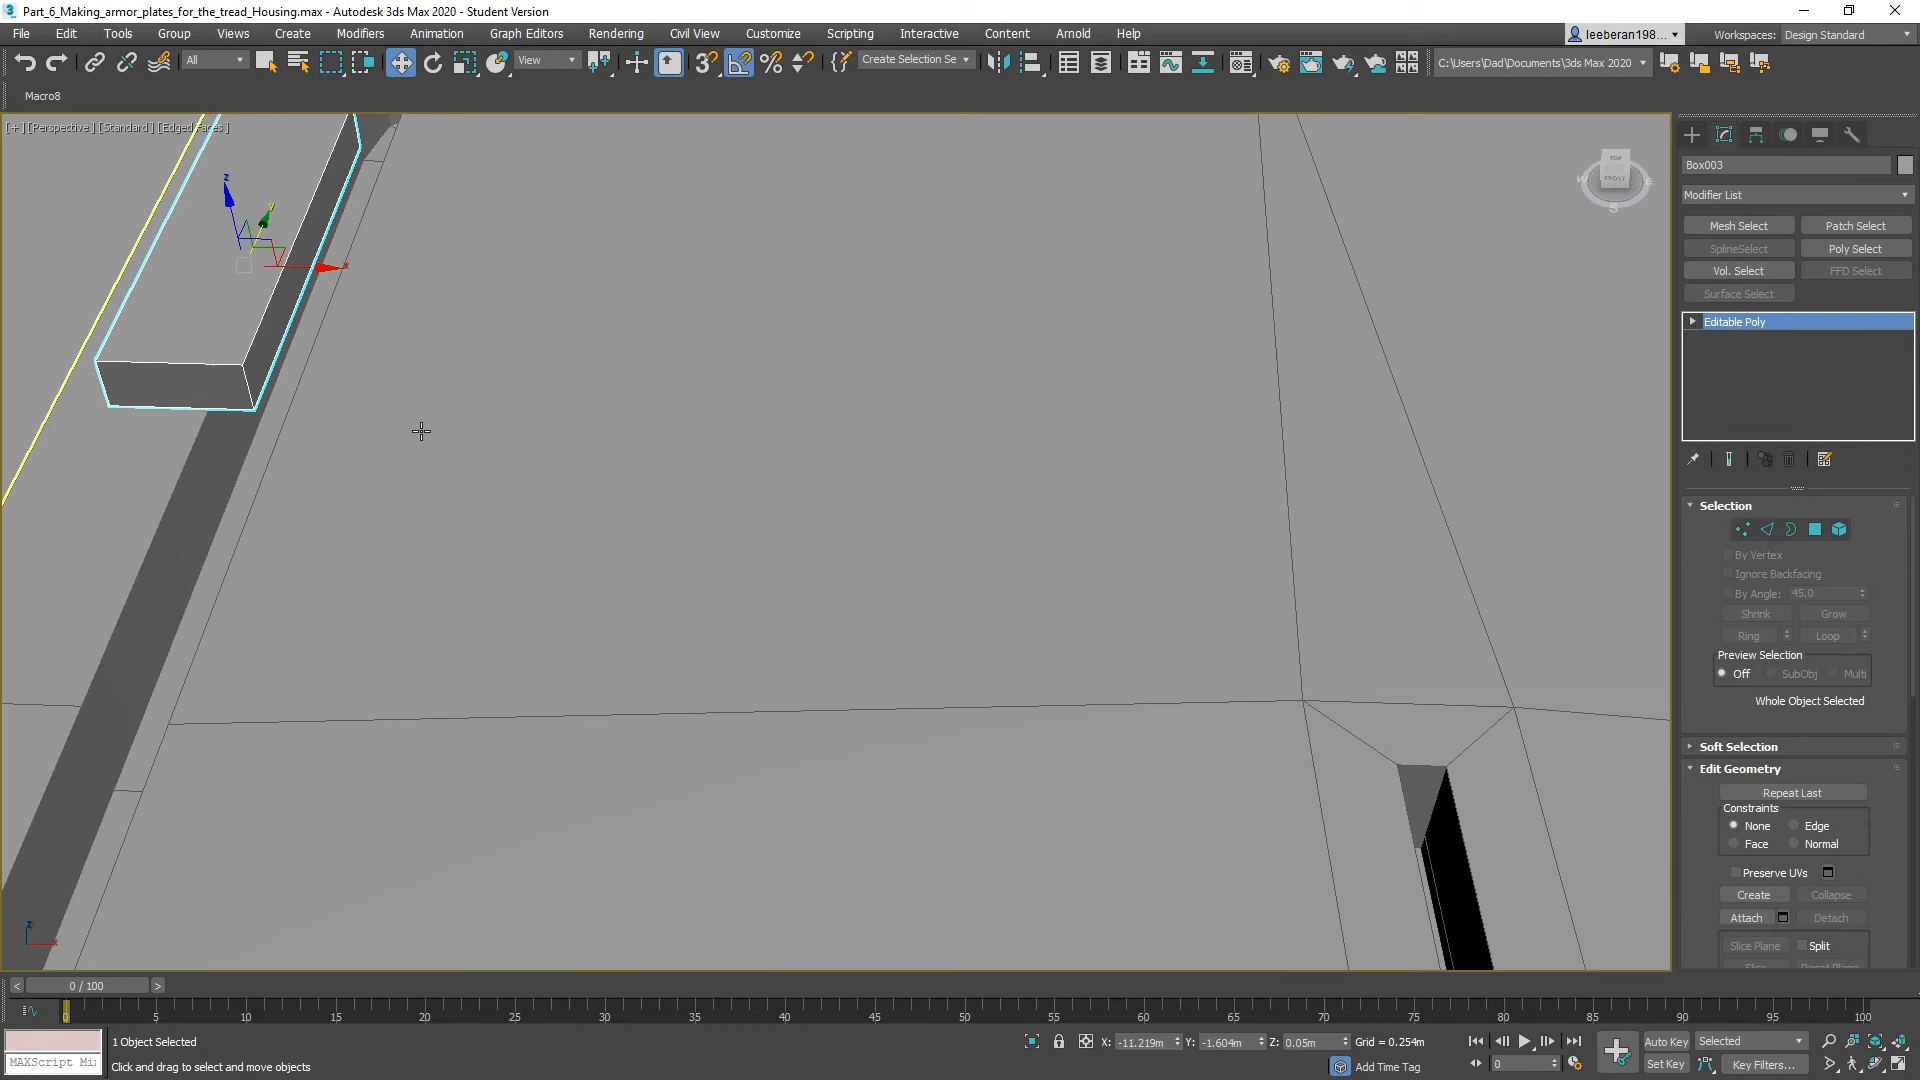 Part_6_Making_armor_plates_for_the_tread_Housing.max - Autodesk 3ds Max 2020 - Student Version
File Edit Tools Group Views Create Modifiers Animation Graph Editors Rendering Civil View Customize Scripting Interactive Content Arnold Help
leeberan198... Workspaces: Design Standard
All View Create Selection Se C:\Users\Dad\Documents\3ds Max 2020
Macro8
[+] [Perspective] [Standard] [Edged Faces]
z
y
x
TOP
FRONT
W
S
Box003
Modifier List
Mesh Select Patch Select
SplineSelect Poly Select
Vol. Select FFD Select
Surface Select
Editable Poly
Selection
By Vertex
Ignore Backfacing
By Angle: 45.0
Shrink Grow
Ring Loop
Preview Selection
Off SubObj Multi
Whole Object Selected
Soft Selection
Edit Geometry
Repeat Last
Constraints
None Edge
Face Normal
Preserve UVs
Create Collapse
Attach Detach
Slice Plane Split
z
x
< 0 / 100 >
0 5 10 15 20 25 30 35 40 45 50 55 60 65 70 75 80 85 90 95 100
1 Object Selected
X: -11.219m Y: -1.604m Z: 0.05m Grid = 0.254m
Auto Key Selected
MAXScript Mi
Click and drag to select and move objects
Add Time Tag
0
Set Key Key Filters...